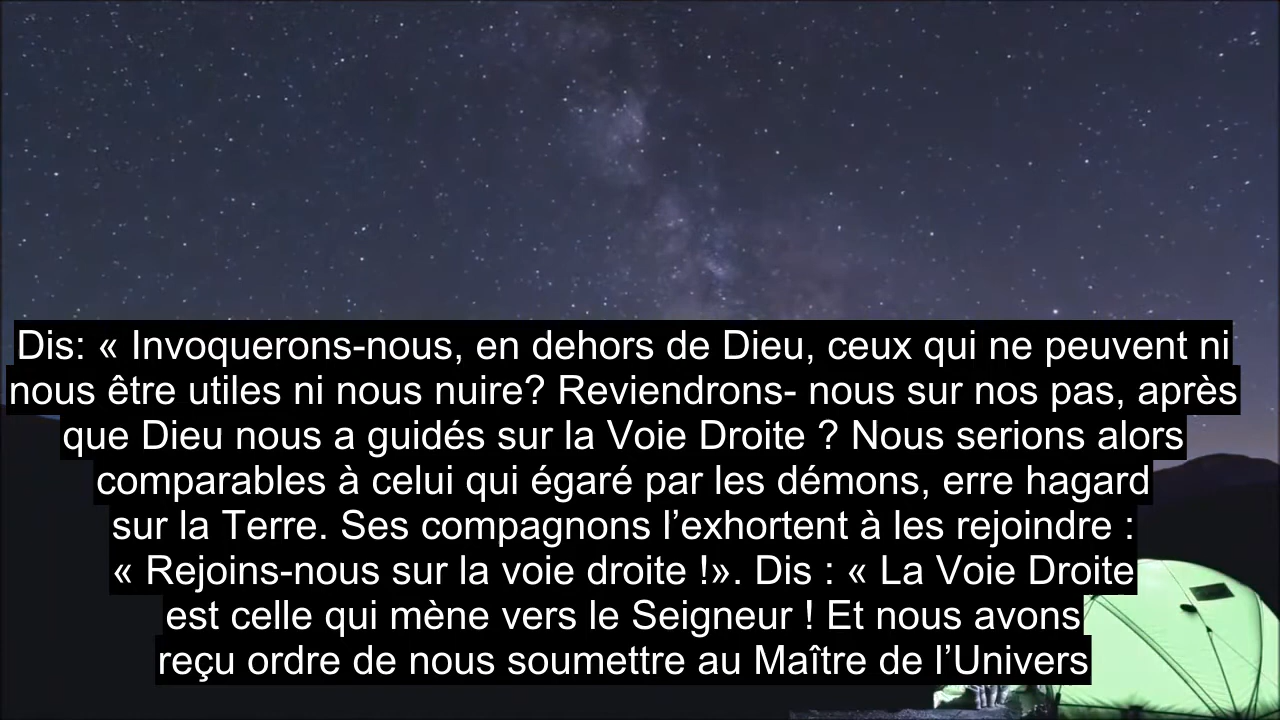 Dis: « Invoquerons-nous, en dehors de Dieu, ceux qui ne peuvent ni
nous être utiles ni nous nuire? Reviendrons- nous sur nos pas, après
que Dieu nous a guidés sur la Voie Droite ? Nous serions alors
comparables à celui qui égaré par les démons, erre hagard
sur la Terre. Ses compagnons l’exhortent à les rejoindre :
« Rejoins-nous sur la voie droite !». Dis : « La Voie Droite
est celle qui mène vers le Seigneur ! Et nous avons
reçu ordre de nous soumettre au Maître de l’Univers